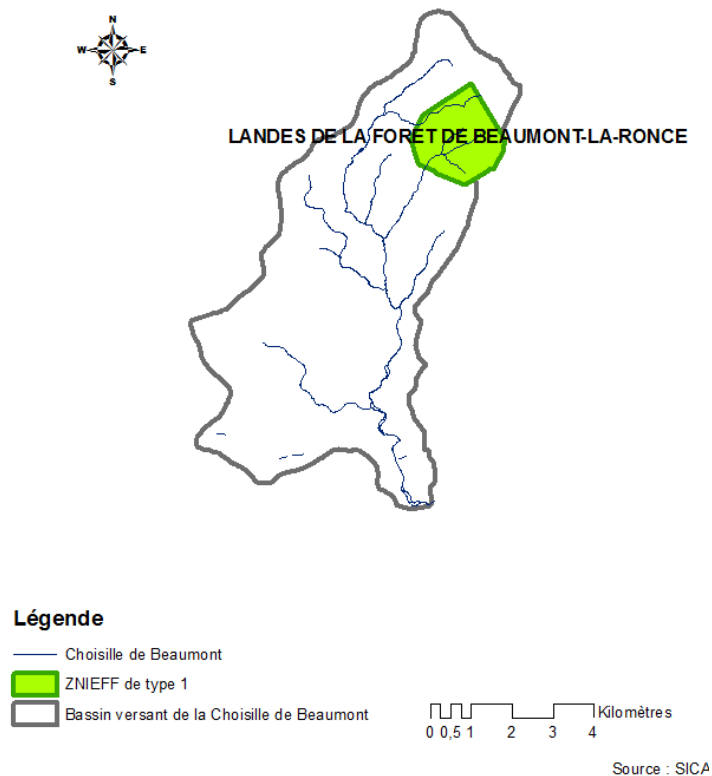 N
W E
S
LANDES DE LA FORET DE BEAUMONT-LA-RONCE
Légende
Choisille de Beaumont
ZNIEFF de type 1
Bassin versant de la Choisille de Beaumont
Kilomètres
0 0,5 1 2 3 4
Source : SICA